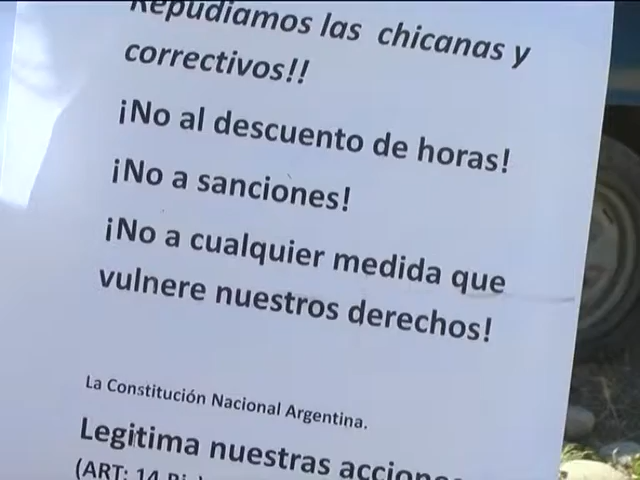 Repudiamos las chicanas y
correctivos!!
¡No al descuento de horas!
¡No a sanciones!
¡No a cualquier medida que
vulnere nuestros derechos!
La Constitución Nacional Argentina.
Legitima nuestras
(ART: 14